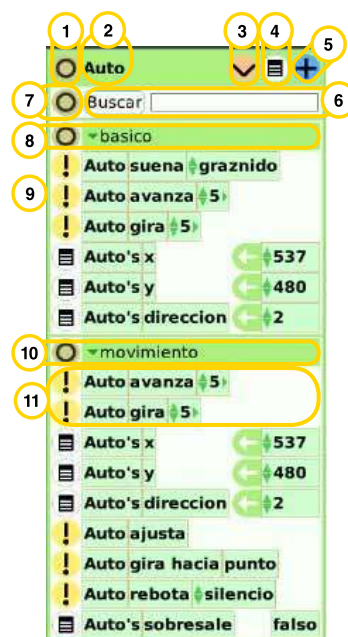 1 2 3 4 5
Auto
7 Buscar 6
8 basico
Auto suena graznido
9 Auto avanza 5
Auto gira 5
Auto's x 537
Auto's y 480
Auto's direccion 2
10 movimiento
Auto avanza 5
11 Auto gira 5
Auto's x 537
Auto's y 480
Auto's direccion 2
Auto ajusta
Auto gira hacia punto
Auto rebota silencio
Auto's sobresale falso